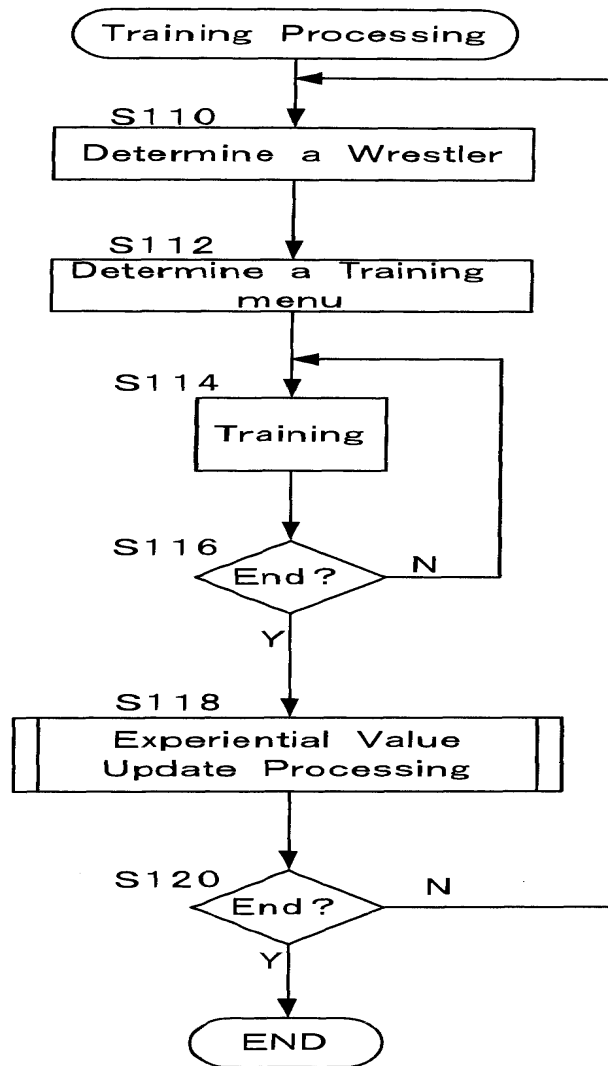 Training Processing
S110
Determine a Wrestler
S112
Determine a Training
menu
S114
Training
S116
End?
N
Y
S118
Experiential Value
Update Processing
S120
End?
N
Y
END